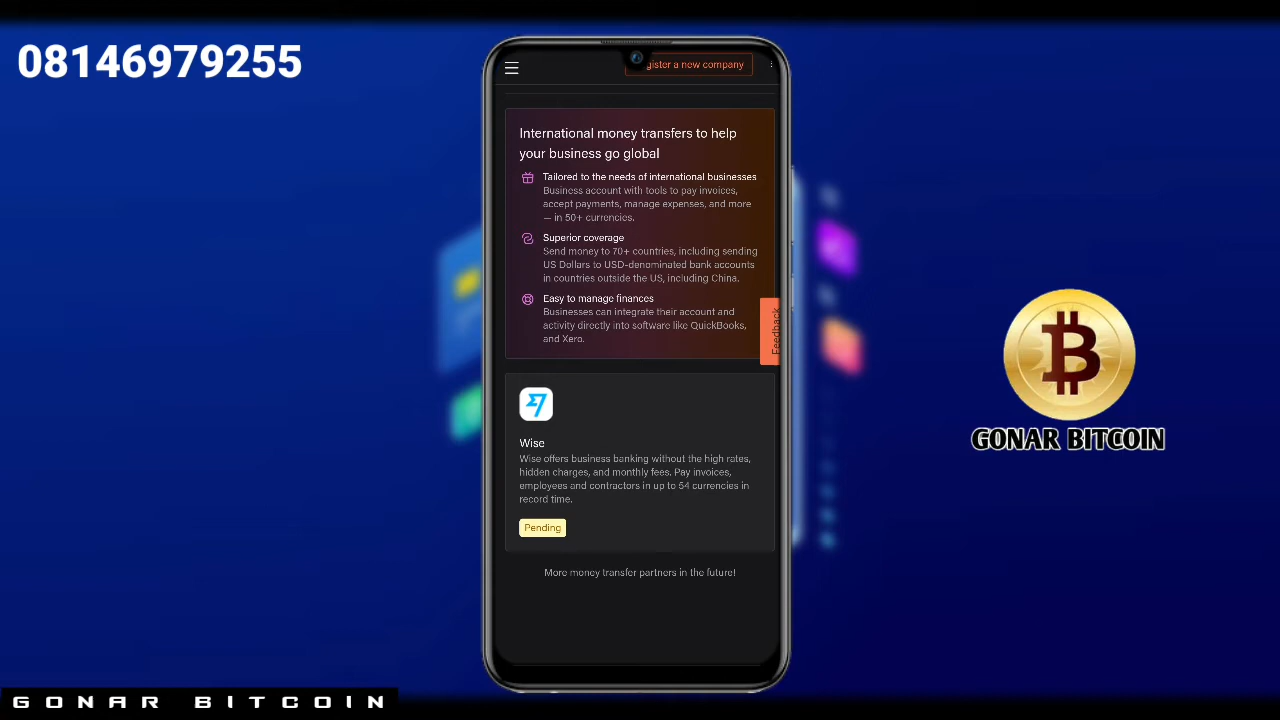 08146979255
gister a new company
International money transfers to help
your business go global
Tailored to the needs of international businesses
Business account with tools to pay invoices,
accept payments, manage expenses, and more
— in 50+ currencies.
Superior coverage
Send money to 70+ countries, including sending
US Dollars to USD-denominated bank accounts
in countries outside the US, including China.
Easy to manage finances
Businesses can integrate their account and
activity directly into software like QuickBooks,
and Xero.
Feedback
Wise
Wise offers business banking without the high rates,
hidden charges, and monthly fees. Pay invoices,
employees and contractors in up to 54 currencies in
record time.
Pending
More money transfer partners in the future!
GONAR BITCOIN
GONAR BITCOIN